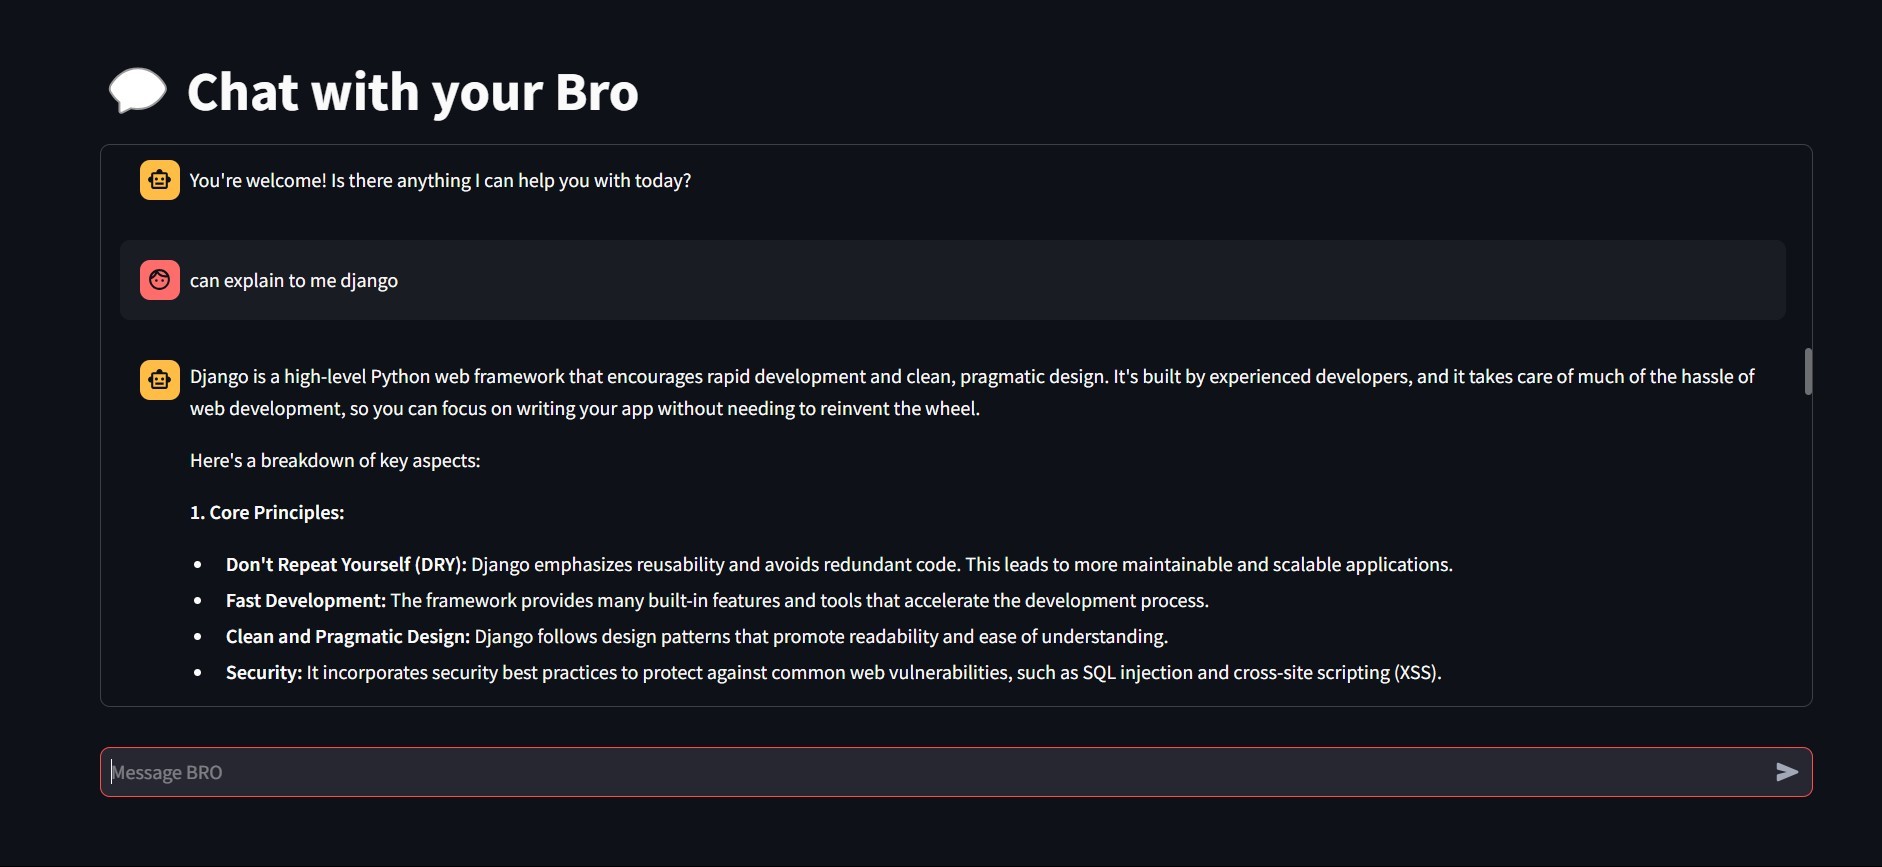 Chat with your Bro
You're welcome! Is there anything I can help you with today?
can explain to me django
Django is a high-level Python web framework that encourages rapid development and clean, pragmatic design. It's built by experienced developers, and it takes care of much of the hassle of
web development, so you can focus on writing your app without needing to reinvent the wheel.
Here's a breakdown of key aspects:
1. Core Principles:
• Don't Repeat Yourself (DRY): Django emphasizes reusability and avoids redundant code. This leads to more maintainable and scalable applications.
• Fast Development: The framework provides many built-in features and tools that accelerate the development process.
• Clean and Pragmatic Design: Django follows design patterns that promote readability and ease of understanding.
• Security: It incorporates security best practices to protect against common web vulnerabilities, such as SQL injection and cross-site scripting (XSS).
Message BRO